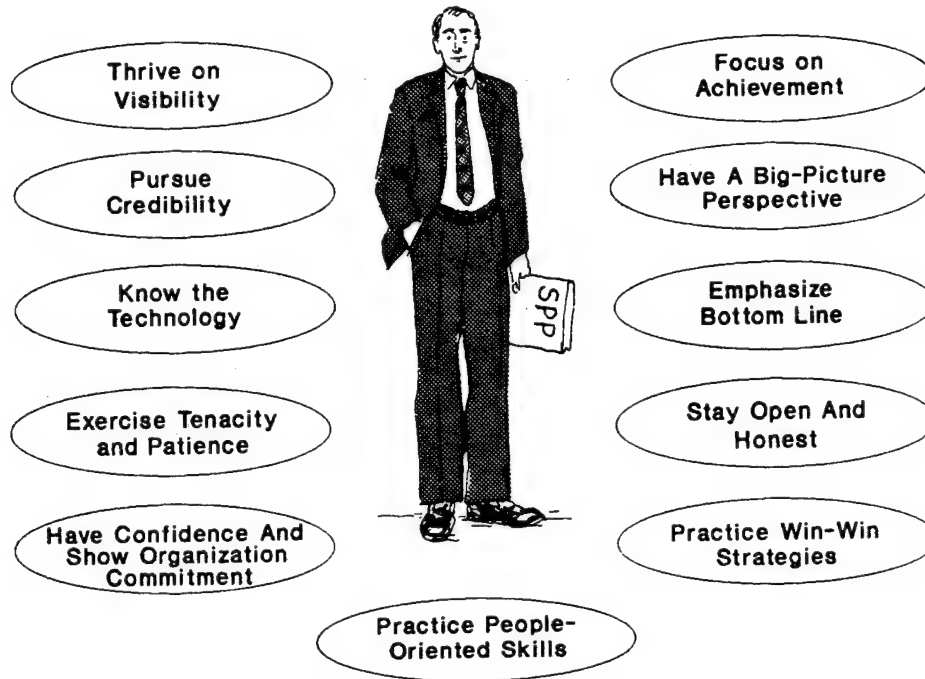 Thrive on
Visibility
Pursue
Credibility
Know the
Technology
Exercise Tenacity
and Patience
Have Confidence And
Show Organization
Commitment
Focus on
Achievement
Have A Big-Picture
Perspective
Emphasize
Bottom Line
Stay Open And
Honest
Practice Win-Win
Strategies
SPP
Practice People-
Oriented Skills